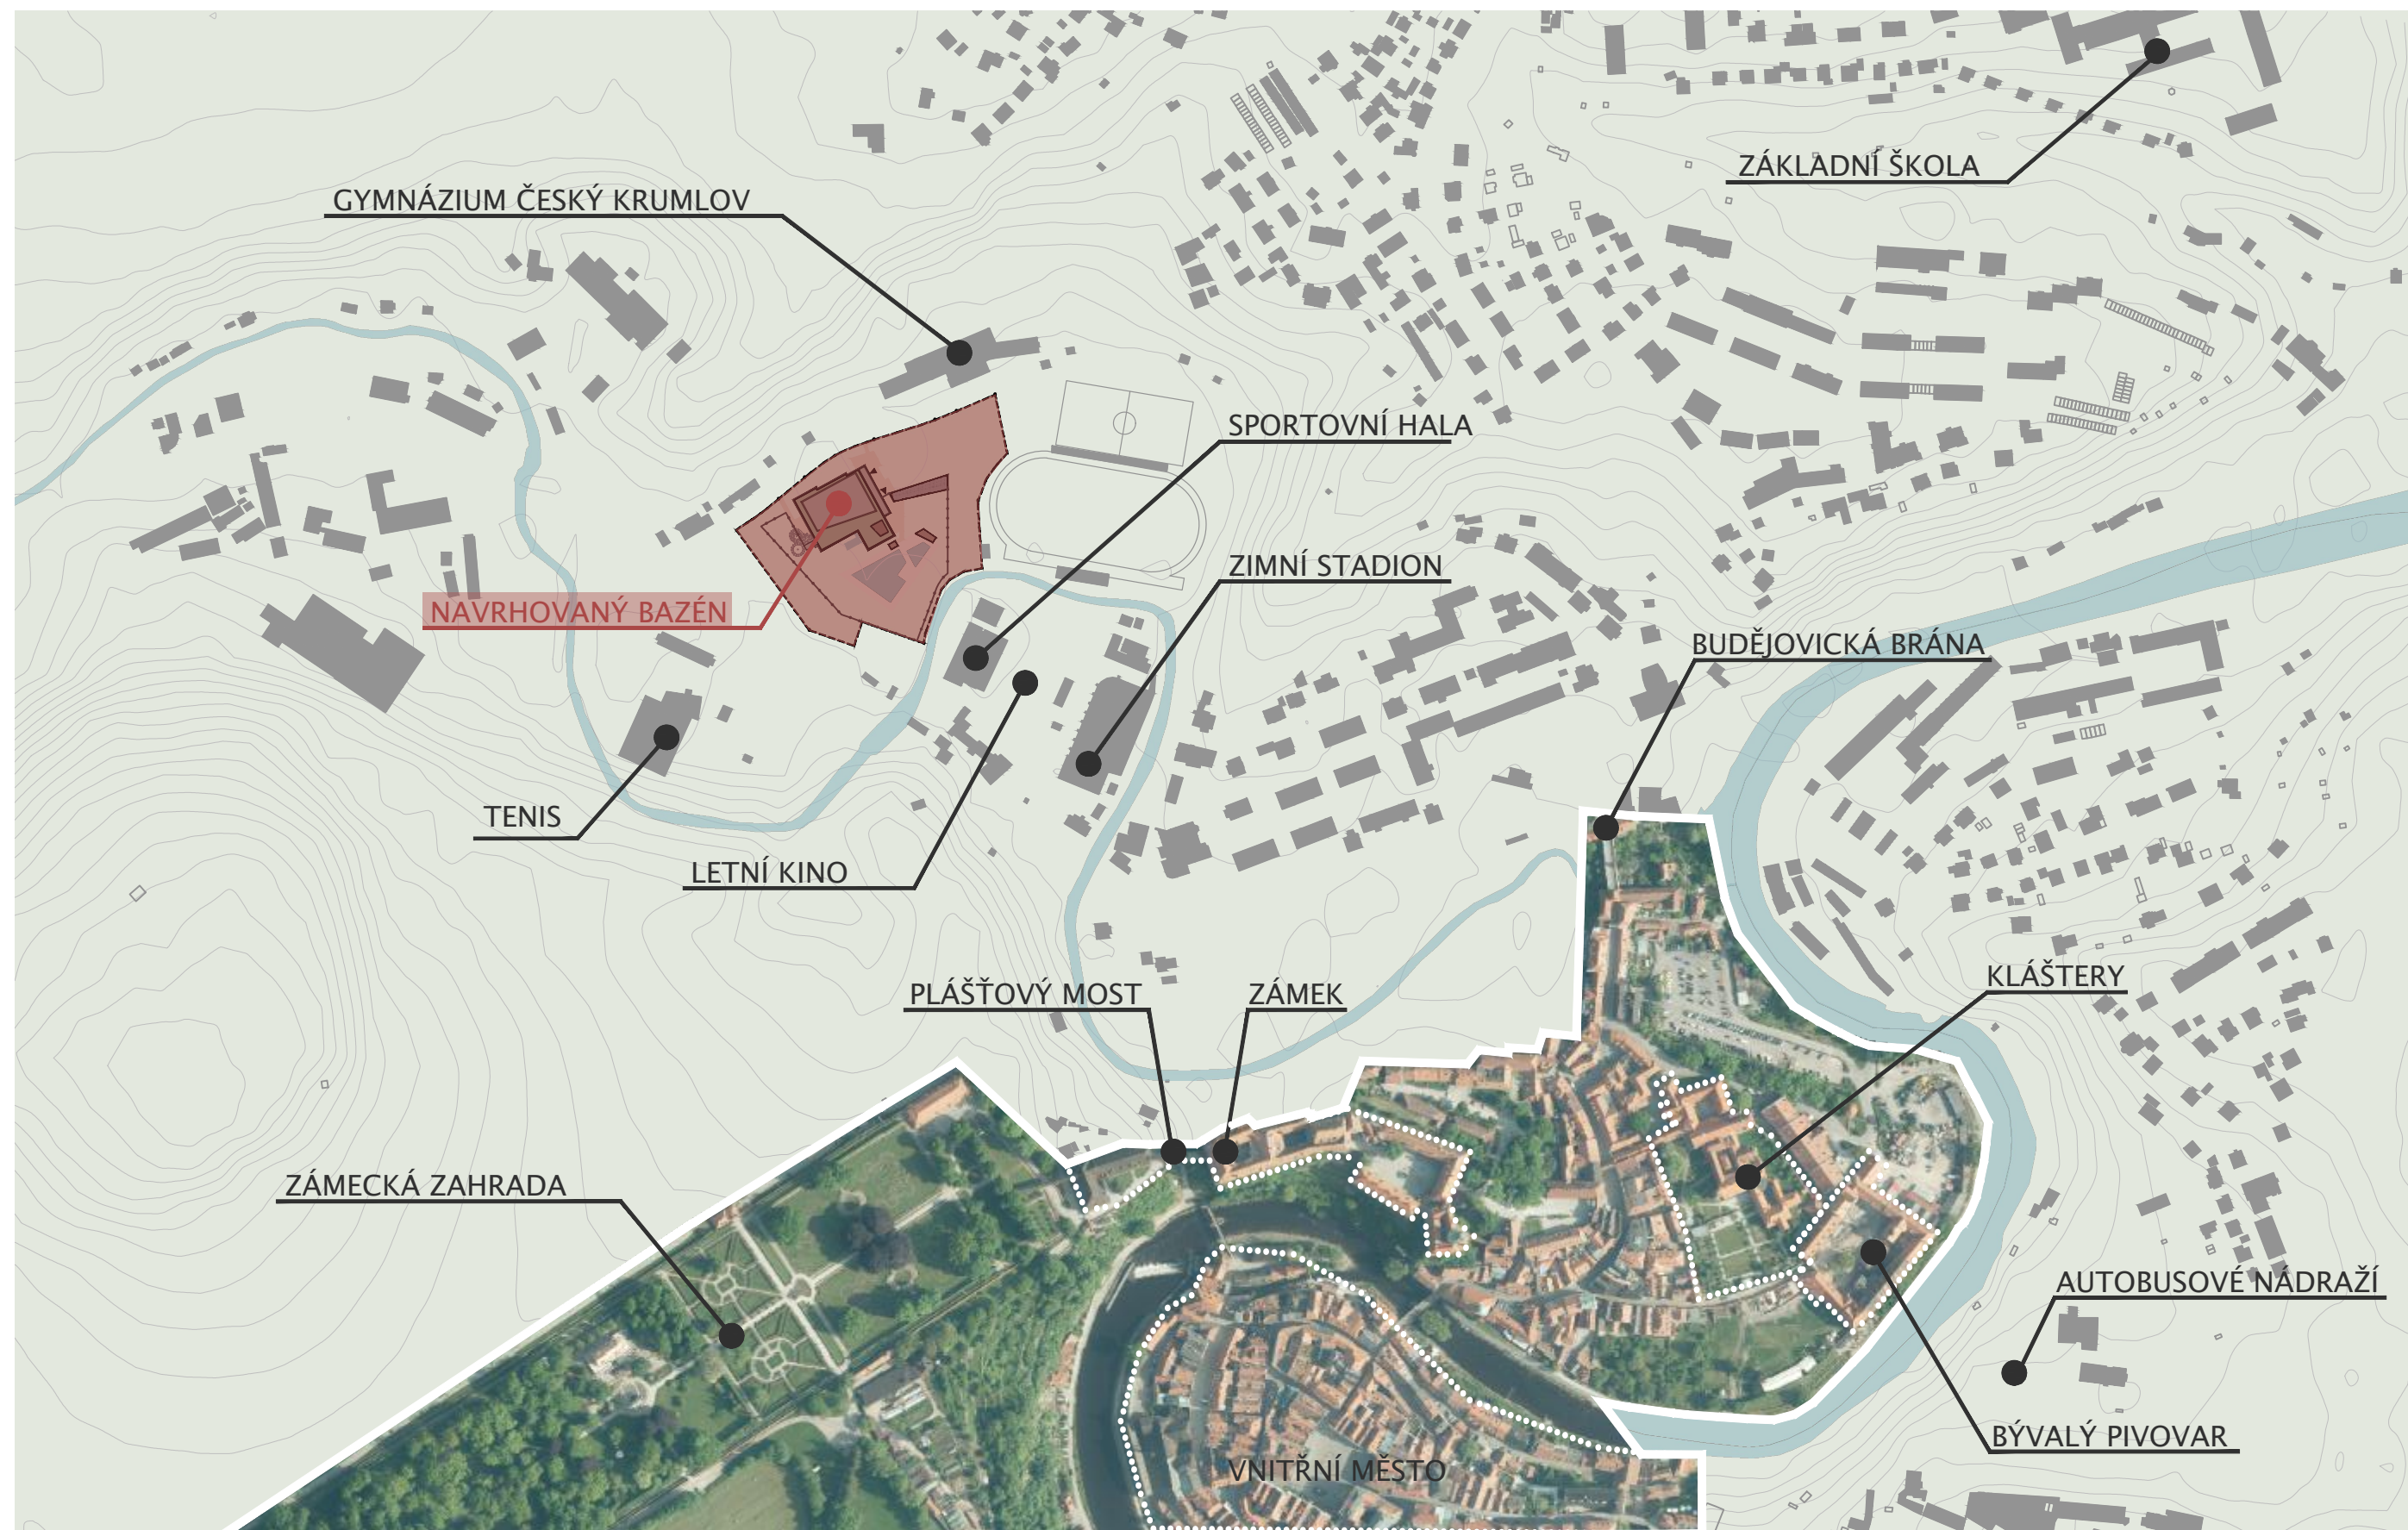 ZÁKLADNÍ ŠKOLA
GYMNÁZIUM ČESKÝ KRUMLOV
SPORTOVNÍ HALA
ZIMNÍ STADION
NAVRHOVANÝ BAZÉN
BUDĚJOVICKÁ BRÁNA
TENIS
LETNÍ KINO
KLÁŠTERY
PLÁŠŤOVÝ MOST
ZÁMEK
ZÁMECKÁ ZAHRADA
AUTOBUSOVÉ NÁDRAŽÍ
BÝVALÝ PIVOVAR
VNITŘNÍ MĚSTO